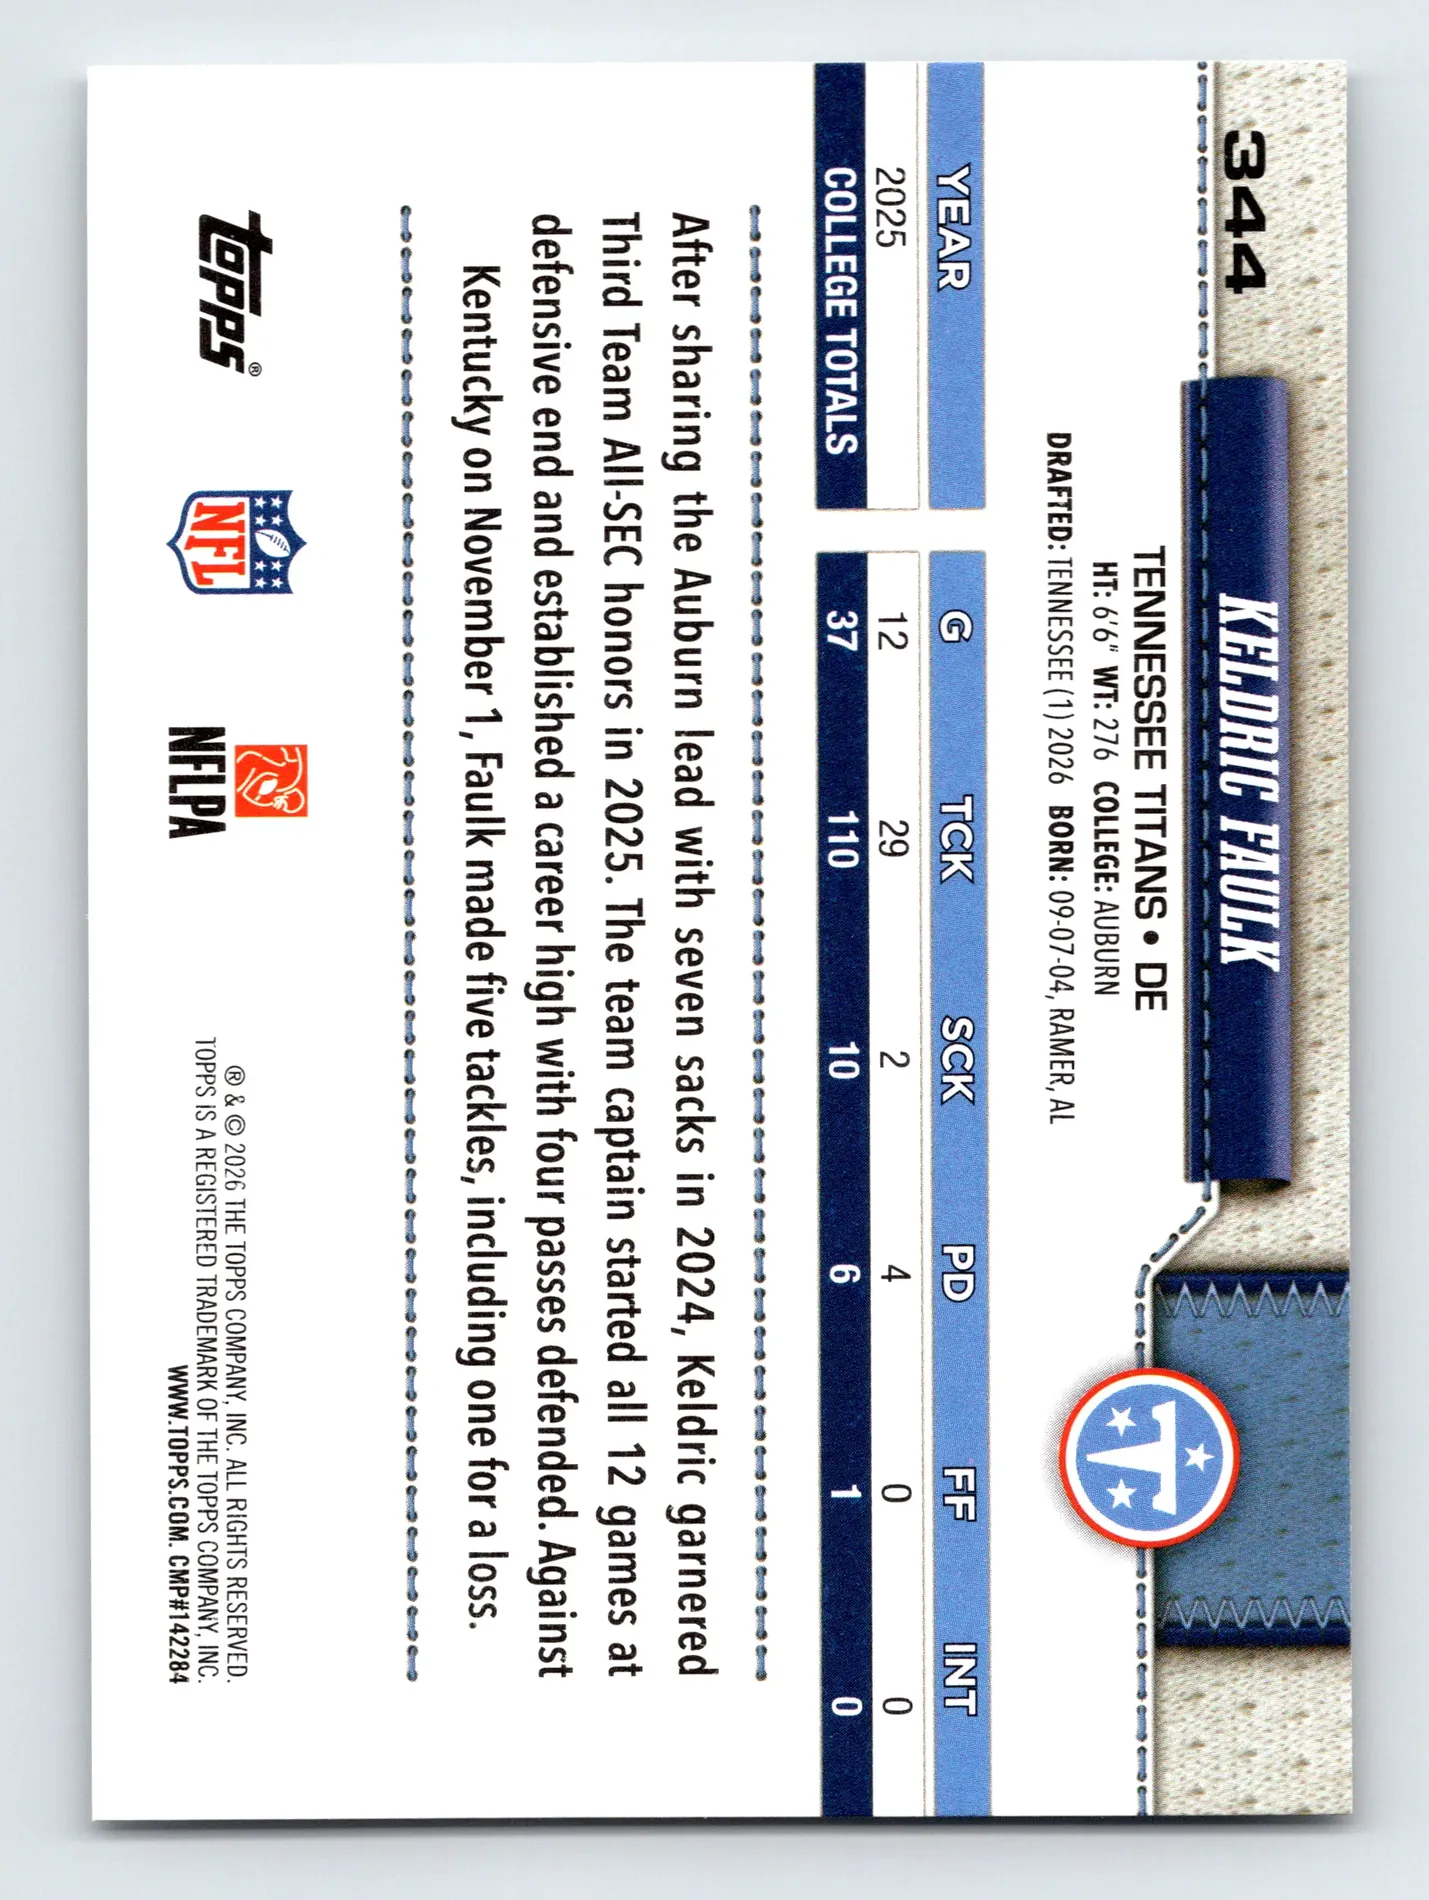 344
KELDRIC FAULK
TENNESSEE TITANS • DE
HT: 6'6" WT: 276 COLLEGE: AUBURN
DRAFTED: TENNESSEE (1) 2026 BORN: 09-07-04, RAMER, AL
T
YEAR G TCK SCK PD FF INT
2025 12 29 2 4 0 0
COLLEGE TOTALS 37 110 10 6 1 0
After sharing the Auburn lead with seven sacks in 2024, Keldric garnered
Third Team All-SEC honors in 2025. The team captain started all 12 games at
defensive end and established a career high with four passes defended. Against
Kentucky on November 1, Faulk made five tackles, including one for a loss.
topps®
NFL
NFLPA
® & © 2026 THE TOPPS COMPANY, INC. ALL RIGHTS RESERVED.
TOPPS IS A REGISTERED TRADEMARK OF THE TOPPS COMPANY, INC.
WWW.TOPPS.COM. CMP#142284